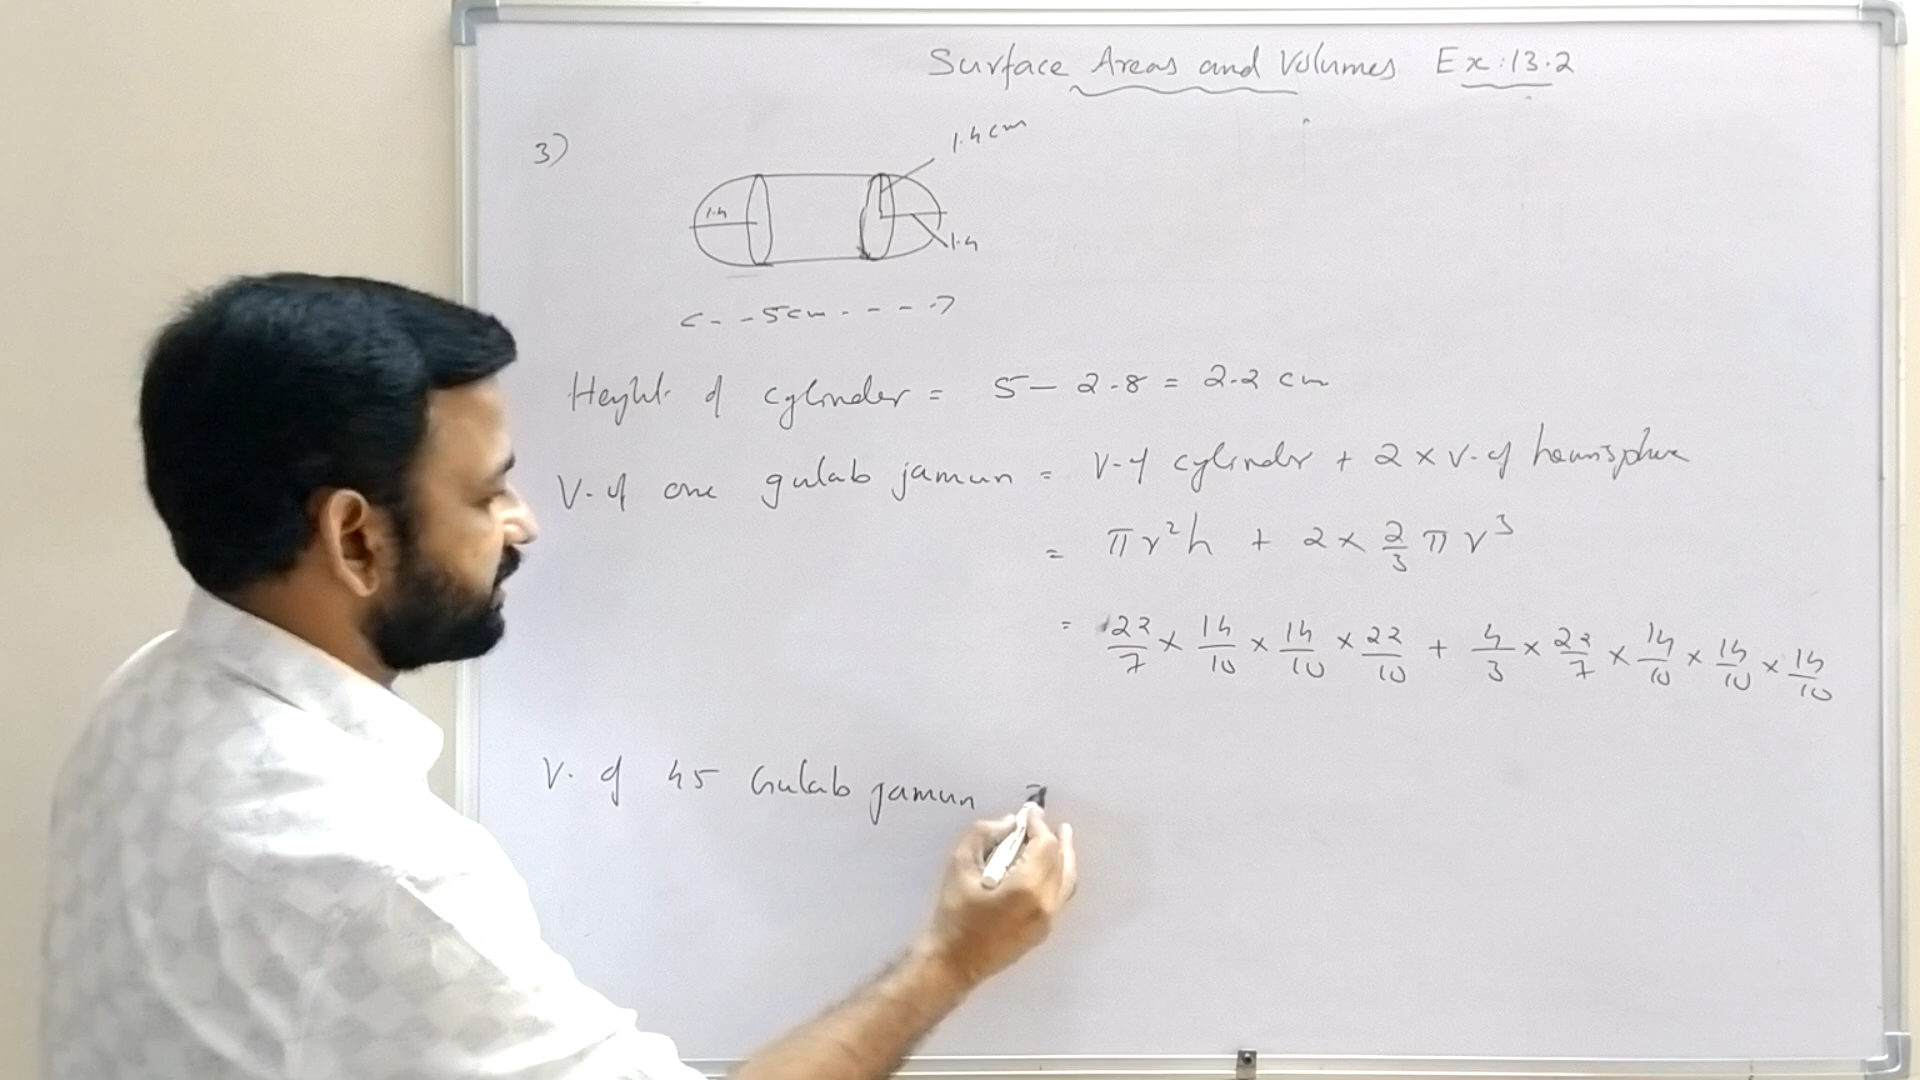 Surface Areas and Volumes Ex:13.2
3)
1.4 cm
1.4
1.4
<- - 5cm - - - ->
Height of cylinder = 5 - 2.8 = 2.2 cm
V. of one gulab jamun = V. of cylinder + 2 × V. of hemisphere
= πr²h + 2 × 2/3 πr³
= 22/7 × 14/10 × 14/10 × 22/10 + 4/3 × 22/7 × 14/10 × 14/10 × 14/10
V. of 45 Gulab jamun =